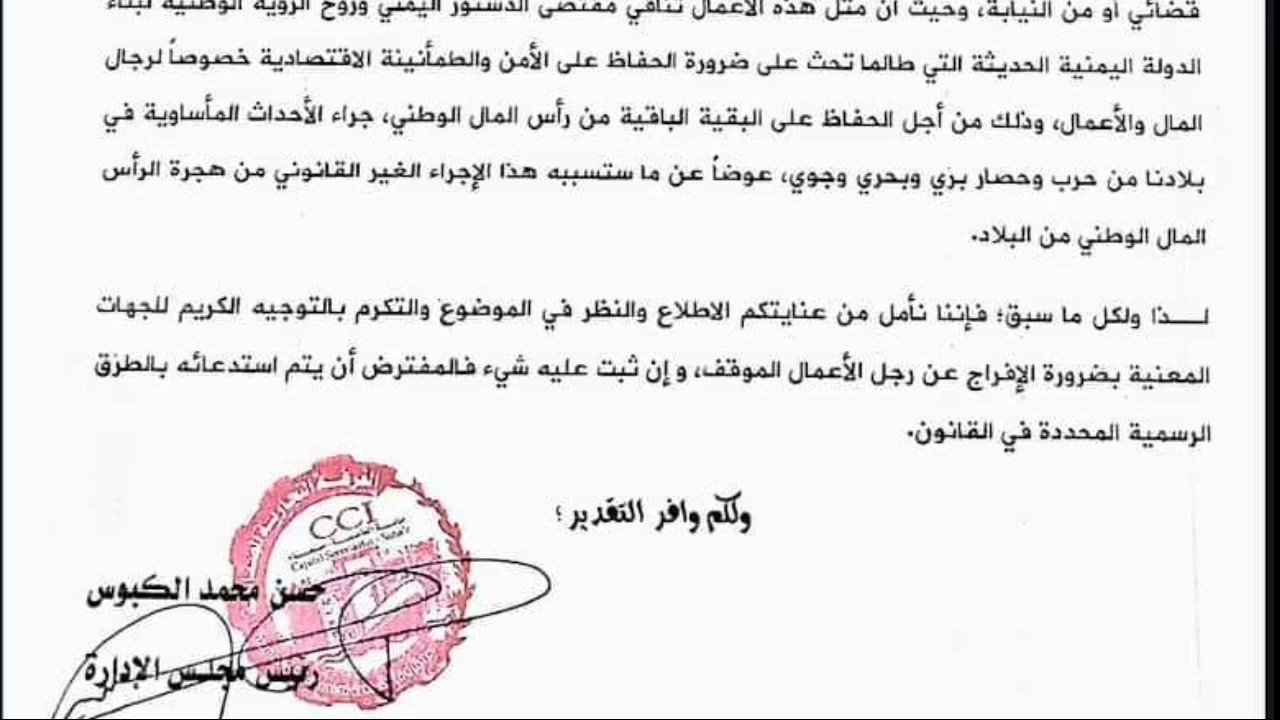 قضائي أو من النيابة، وحيث أن مثل هذه الأعمال تنافي مقتضى الدستور اليمني وروح الرؤية الوطنية لبناء
الدولة اليمنية الحديثة التي طالما تحث على ضرورة الحفاظ على الأمن والطمأنينة الاقتصادية خصوصاً لرجال
المال والأعمال، وذلك من أجل الحفاظ على البقية الباقية من رأس المال الوطني، جراء الأحداث المأساوية في
بلادنا من حرب وحصار بري وبحري وجوي، عوضاً عن ما ستسببه هذا الإجراء الغير القانوني من هجرة الرأس
المال الوطني من البلاد.
لـــذا ولكل ما سبق؛ فإننا نأمل من عنايتكم الاطلاع والنظر في الموضوع والتكرم بالتوجيه الكريم للجهات
المعنية بضرورة الإفراج عن رجل الأعمال الموقف، وإن ثبت عليه شيء فالمفترض أن يتم استدعائه بالطرق
الرسمية المحددة في القانون.
ولكم وافر التقدير؛
CCI
حسن محمد الكبوس
رئيس مجلس الإدارة